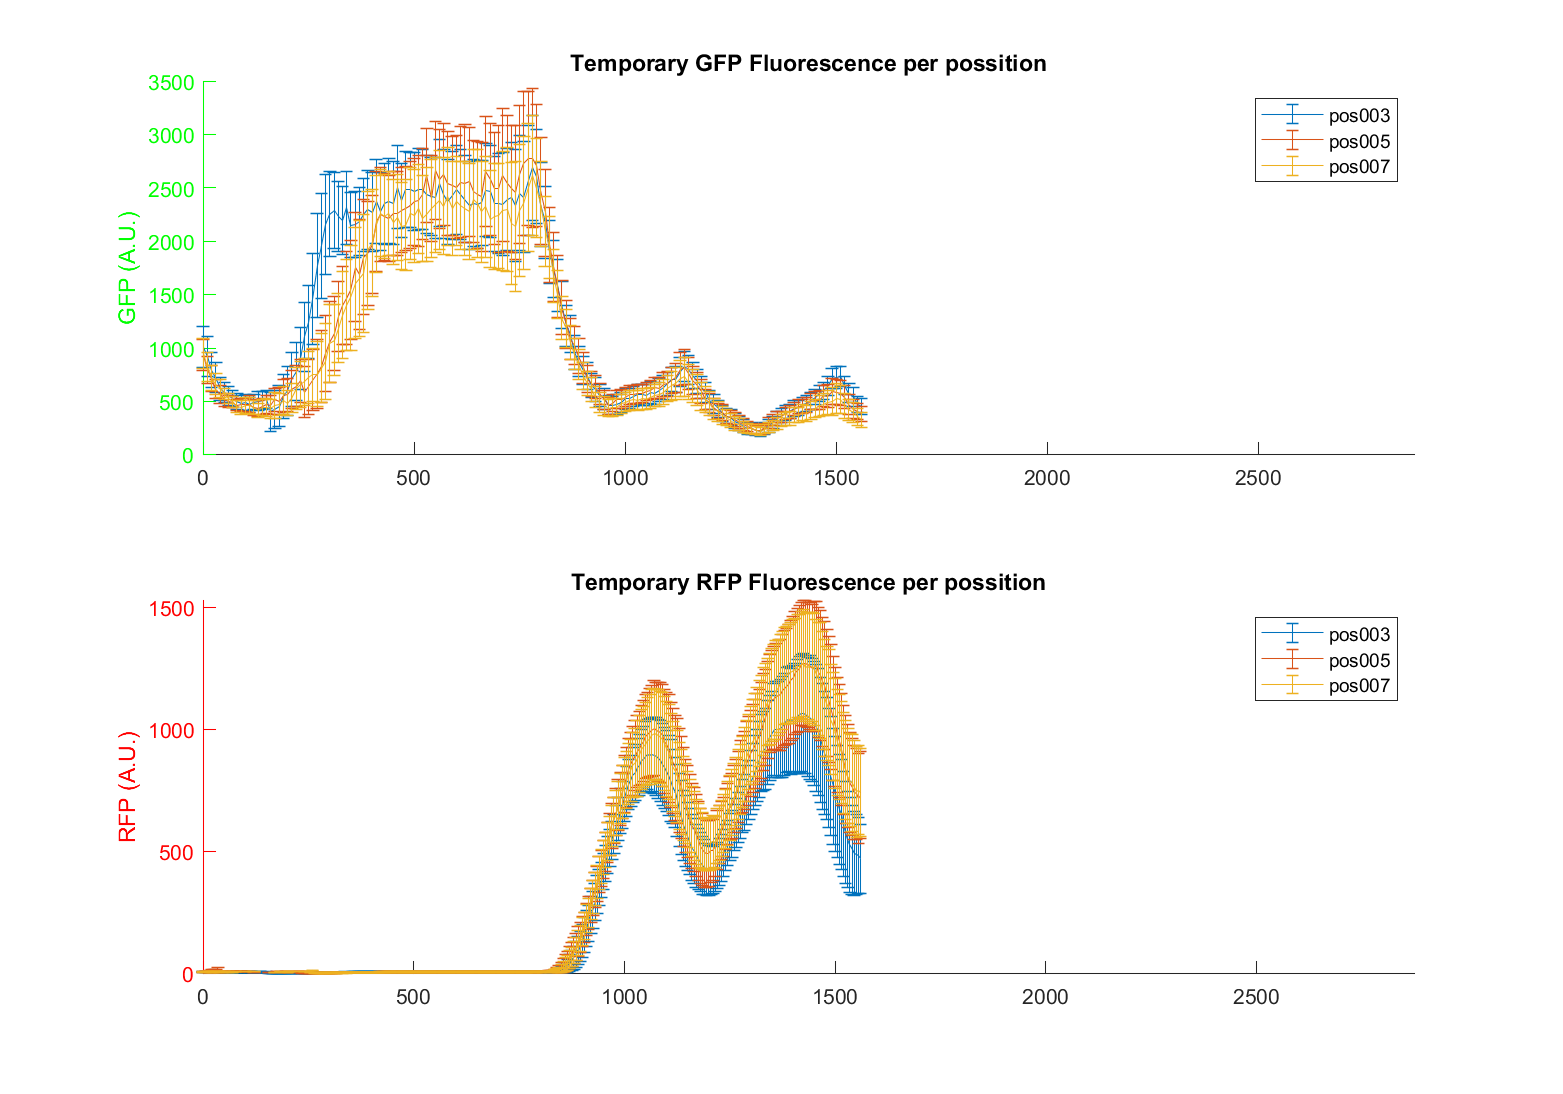 Temporary GFP Fluorescence per possition
3500
3000
2500
2000
1500
1000
500
0
GFP (A.U.)
0 500 1000 1500 2000 2500
pos003
pos005
pos007
Temporary RFP Fluorescence per possition
1500
1000
500
0
RFP (A.U.)
0 500 1000 1500 2000 2500
pos003
pos005
pos007